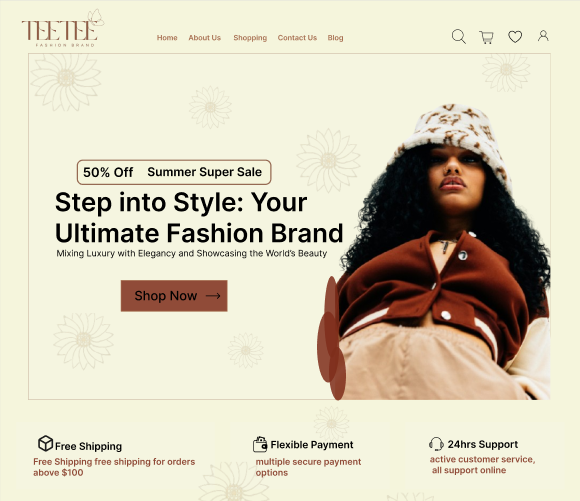 TEETEE
FASHION BRAND
Home About Us Shopping Contact Us Blog
50% Off Summer Super Sale
Step into Style: Your
Ultimate Fashion Brand
Mixing Luxury with Elegancy and Showcasing the World's Beauty
Shop Now
Free Shipping
Free Shipping free shipping for orders
above $100
Flexible Payment
multiple secure payment
options
24hrs Support
active customer service,
all support online